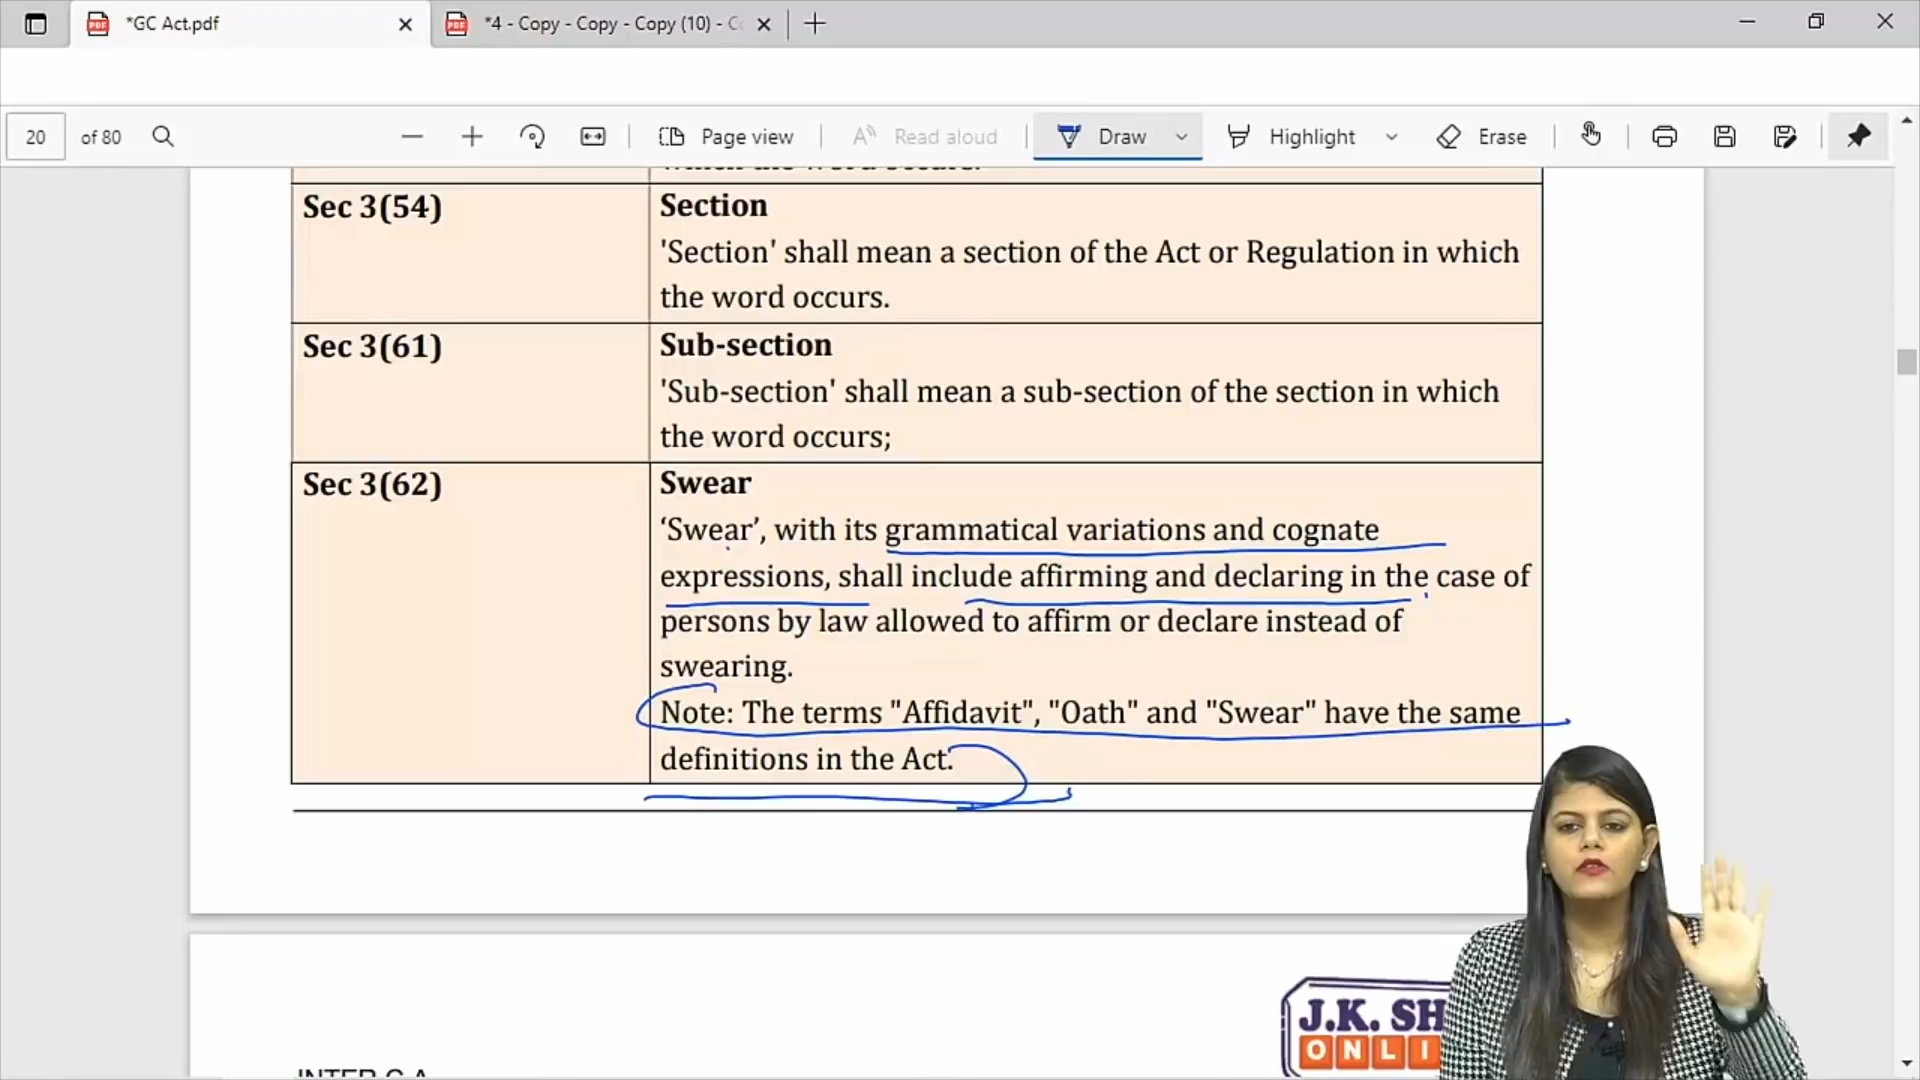 *GC Act.pdf
*4 - Copy - Copy - Copy (10) - C
20 of 80
Page view
Read aloud
Draw
Highlight
Erase
which the word occurs.
Sec 3(54)
Section
'Section' shall mean a section of the Act or Regulation in which
the word occurs.
Sec 3(61)
Sub-section
'Sub-section' shall mean a sub-section of the section in which
the word occurs;
Sec 3(62)
Swear
‘Swear’, with its grammatical variations and cognate
expressions, shall include affirming and declaring in the case of
persons by law allowed to affirm or declare instead of
swearing.
Note: The terms "Affidavit", "Oath" and "Swear" have the same
definitions in the Act.
J.K. SH
ONLI
INTER C.A